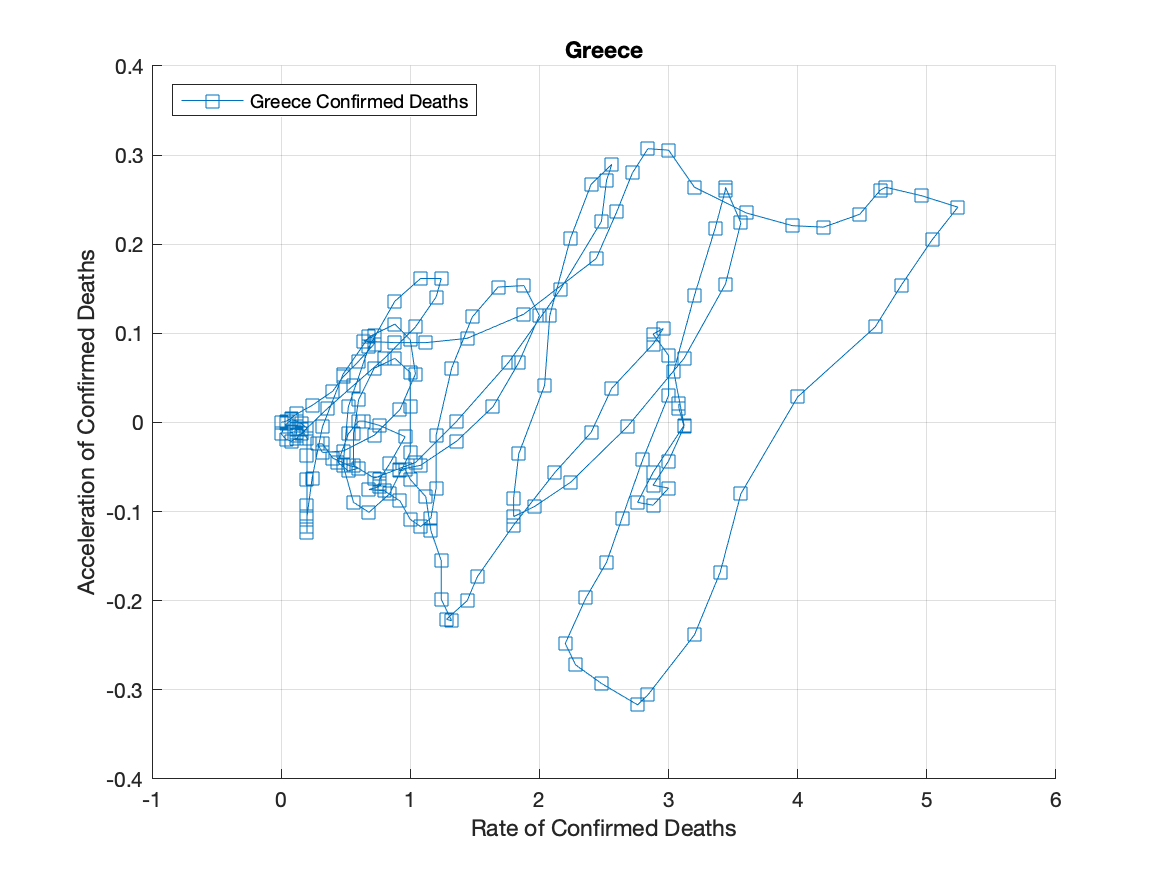 Greece
0.4
Greece Confirmed Deaths
0.3
0.2
0.1
0
-0.1
-0.2
-0.3
-0.4
Acceleration of Confirmed Deaths
-1 0 1 2 3 4 5 6
Rate of Confirmed Deaths